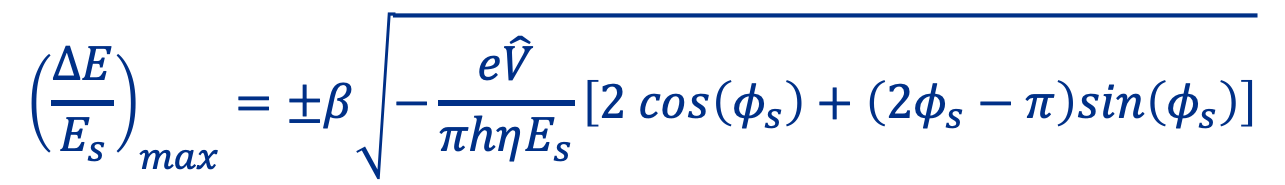 (ΔE/E_s)_max = ±β√(−(eV̂/πhηE_s)[2 cos(ϕ_s) + (2ϕ_s − π)sin(ϕ_s)])